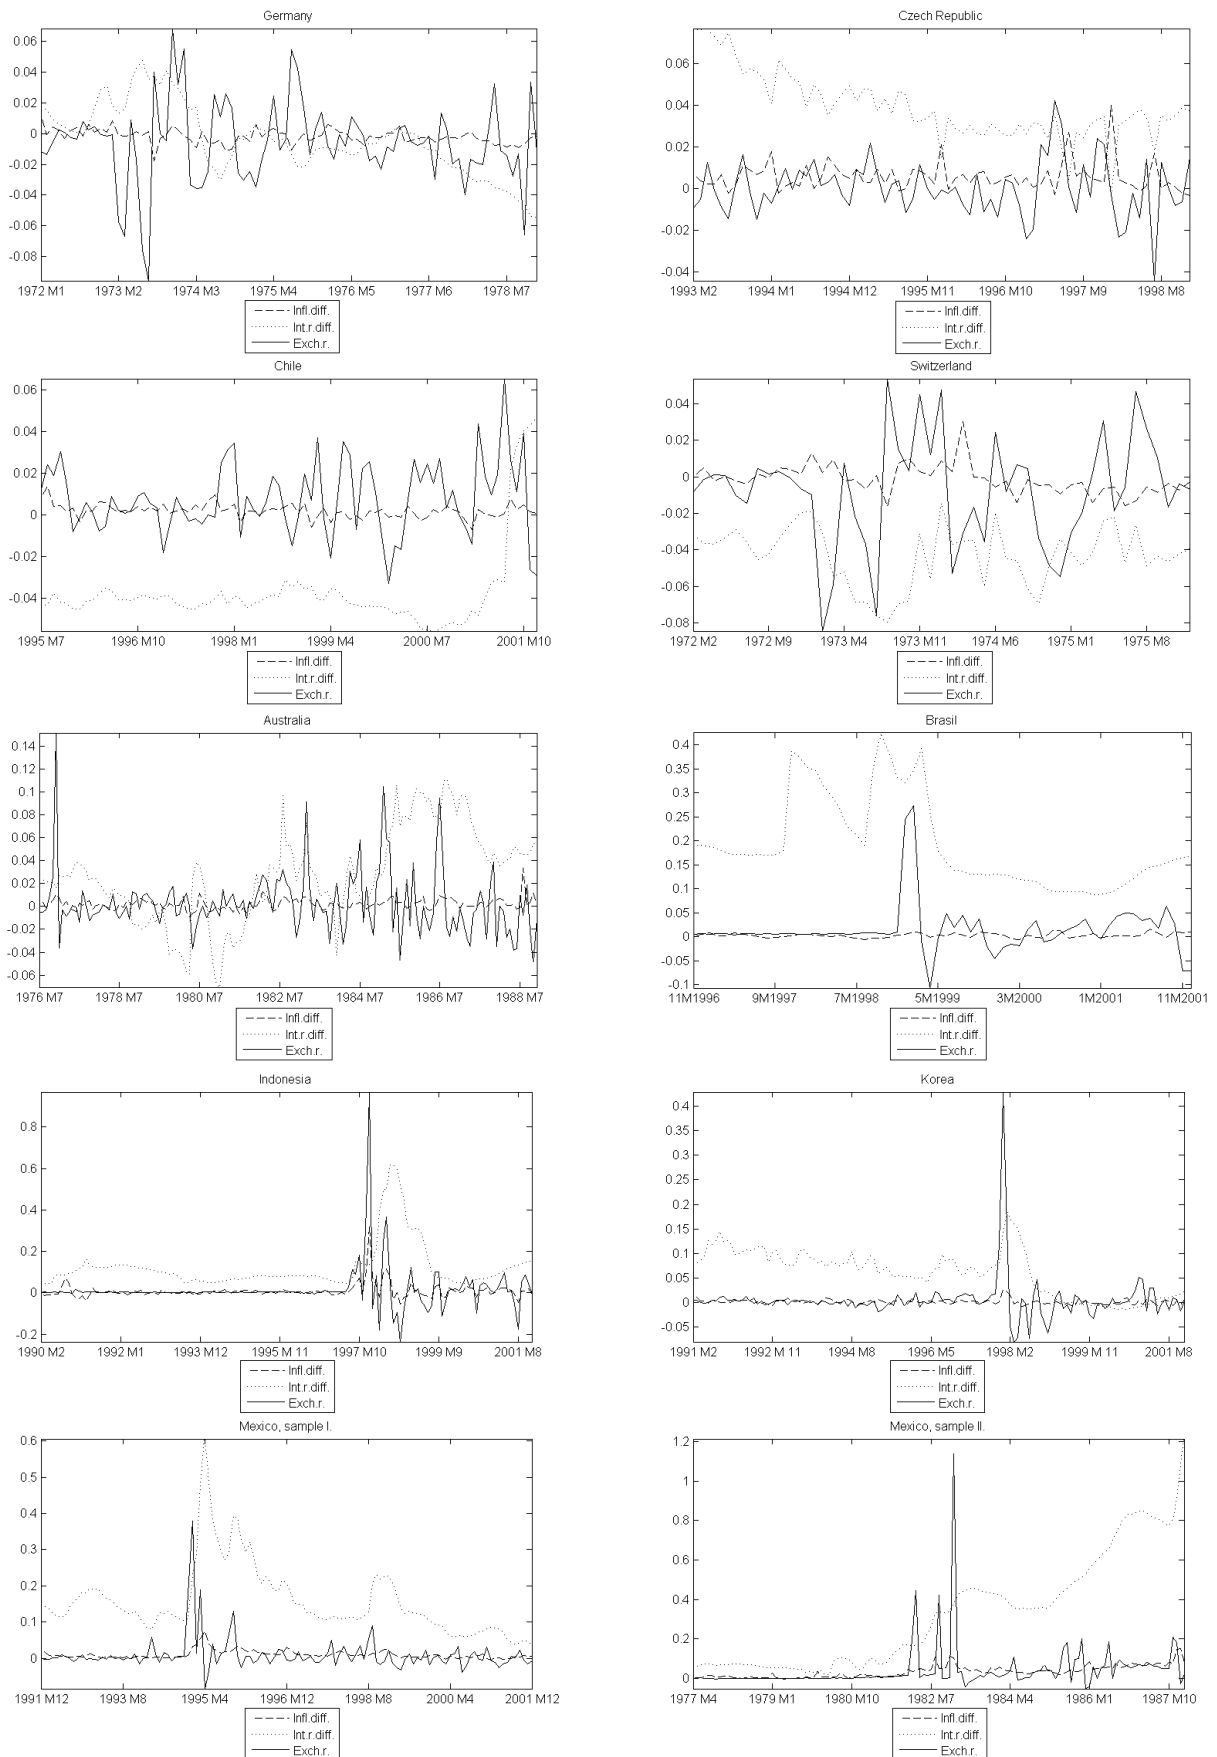 Germany
0.06
0.04
0.02
0
-0.02
-0.04
-0.06
-0.08
1972 M1 1973 M2 1974 M3 1975 M4 1976 M5 1977 M6 1978 M7
Infl.diff.
Int.r.diff.
Exch.r.
Czech Republic
0.06
0.04
0.02
0
-0.02
-0.04
1993 M2 1994 M1 1994 M12 1995 M11 1996 M10 1997 M9 1998 M8
Infl.diff.
Int.r.diff.
Exch.r.
Chile
0.06
0.04
0.02
0
-0.02
-0.04
1995 M7 1996 M10 1998 M1 1999 M4 2000 M7 2001 M10
Infl.diff.
Int.r.diff.
Exch.r.
Switzerland
0.04
0.02
0
-0.02
-0.04
-0.06
-0.08
1972 M2 1972 M9 1973 M4 1973 M11 1974 M6 1975 M1 1975 M8
Infl.diff.
Int.r.diff.
Exch.r.
Australia
0.14
0.12
0.1
0.08
0.06
0.04
0.02
0
-0.02
-0.04
-0.06
1976 M7 1978 M7 1980 M7 1982 M7 1984 M7 1986 M7 1988 M7
Infl.diff.
Int.r.diff.
Exch.r.
Brasil
0.4
0.35
0.3
0.25
0.2
0.15
0.1
0.05
0
-0.05
-0.1
11M1996 9M1997 7M1998 5M1999 3M2000 1M2001 11M2001
Infl.diff.
Int.r.diff.
Exch.r.
Indonesia
0.8
0.6
0.4
0.2
0
-0.2
1990 M2 1992 M1 1993 M12 1995 M11 1997 M10 1999 M9 2001 M8
Infl.diff.
Int.r.diff.
Exch.r.
Korea
0.4
0.35
0.3
0.25
0.2
0.15
0.1
0.05
0
-0.05
1991 M2 1992 M 11 1994 M8 1996 M5 1998 M2 1999 M 11 2001 M8
Infl.diff.
Int.r.diff.
Exch.r.
Mexico, sample I.
0.6
0.5
0.4
0.3
0.2
0.1
0
1991 M12 1993 M8 1995 M4 1996 M12 1998 M8 2000 M4 2001 M12
Infl.diff.
Int.r.diff.
Exch.r.
Mexico, sample II.
1.2
1
0.8
0.6
0.4
0.2
0
1977 M4 1979 M1 1980 M10 1982 M7 1984 M4 1986 M1 1987 M10
Infl.diff.
Int.r.diff.
Exch.r.